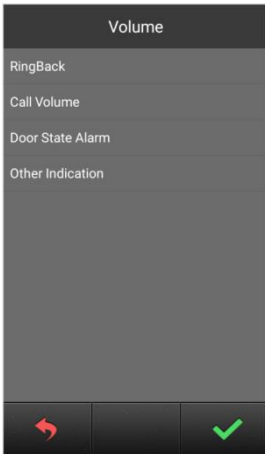 Volume
RingBack
Call Volume
Door State Alarm
Other Indication